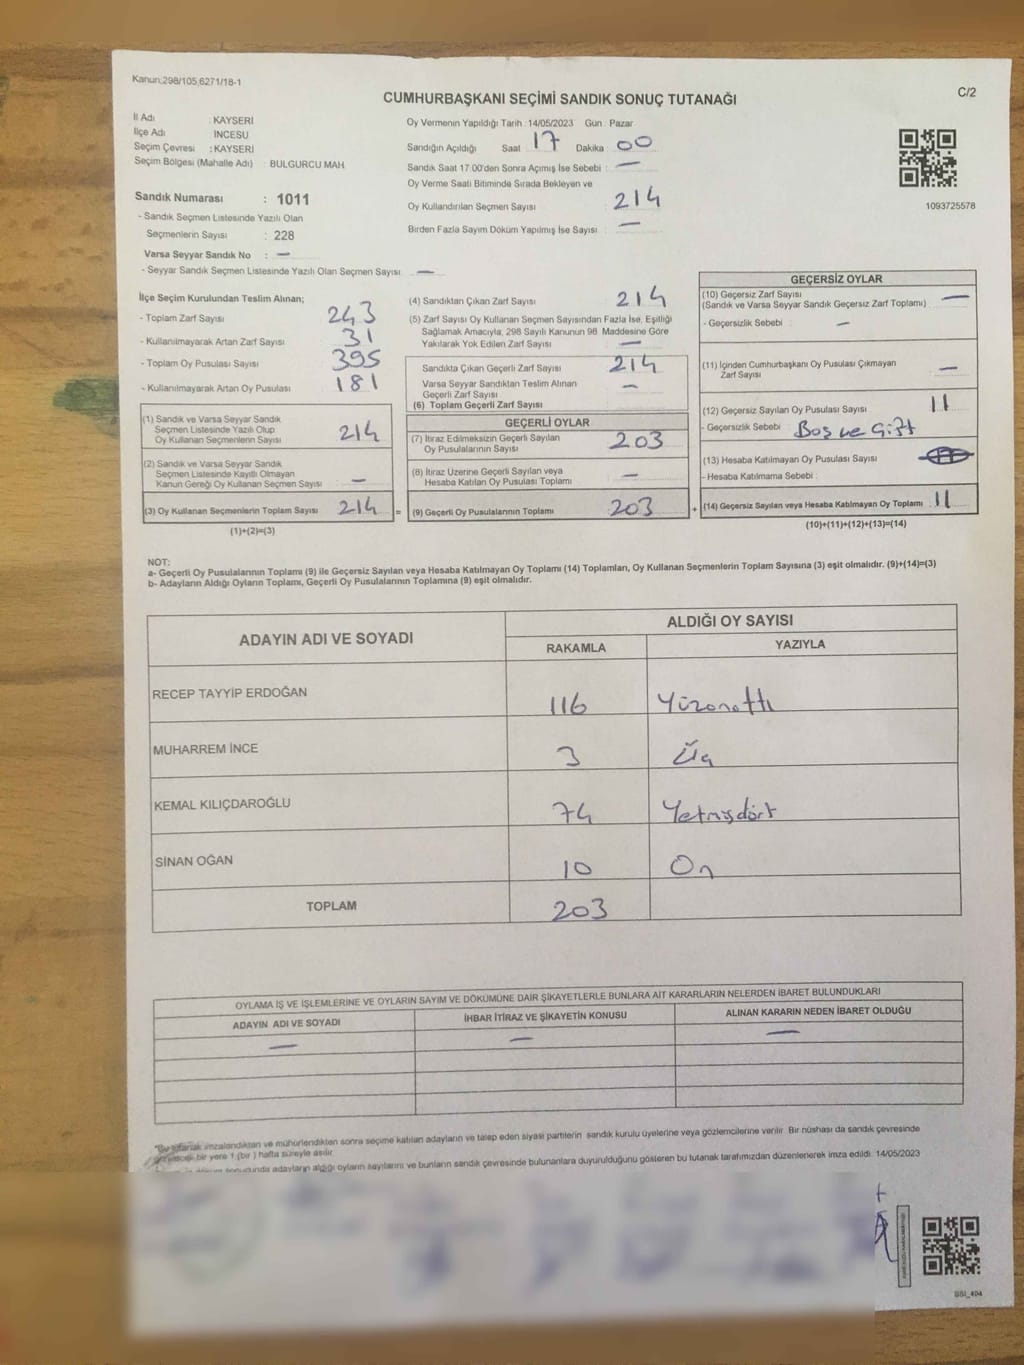 Kanun:298/105,6271/18-1
C/2
CUMHURBAŞKANI SEÇİMİ SANDIK SONUÇ TUTANAĞI
İl Adı : KAYSERİ
İlçe Adı İNCESU
Seçim Çevresi : KAYSERİ
Seçim Bölgesi (Mahalle Adı) : BULGURCU MAH.
Sandık Numarası : 1011
- Sandık Seçmen Listesinde Yazılı Olan
Seçmenlerin Sayısı : 228
Varsa Seyyar Sandık No : —
- Seyyar Sandık Seçmen Listesinde Yazılı Olan Seçmen Sayısı —
Oy Vermenin Yapıldığı Tarih : 14/05/2023 Gün : Pazar
Sandığın Açıldığı Saat 17 Dakika 00
Sandık Saat 17:00'den Sonra Açımış İse Sebebi : —
Oy Verme Saati Bitiminde Sırada Bekleyen ve
Oy Kullandırılan Seçmen Sayısı : 214
Birden Fazla Sayım Döküm Yapılmış İse Sayısı : —
1093725578
İlçe Seçim Kurulundan Teslim Alınan;
- Toplam Zarf Sayısı 243
- Kullanılmayarak Artan Zarf Sayısı 31
- Toplam Oy Pusulası Sayısı 395
- Kullanılmayarak Artan Oy Pusulası 181
(1) Sandık ve Varsa Seyyar Sandık
Seçmen Listesinde Yazılı Olup
Oy Kullanan Seçmenlerin Sayısı 214
(2) Sandık ve Varsa Seyyar Sandık
Seçmen Listesinde Kayıtlı Olmayan
Kanun Gereği Oy Kullanan Seçmen Sayısı —
(3) Oy Kullanan Seçmenlerin Toplam Sayısı 214 =
(1)+(2)=(3)
(4) Sandıktan Çıkan Zarf Sayısı 214
(5) Zarf Sayısı Oy Kullanan Seçmen Sayısından Fazla İse, Eşitliği
Sağlamak Amacıyla, 298 Sayılı Kanunun 98. Maddesine Göre
Yakılarak Yok Edilen Zarf Sayısı —
Sandıkta Çıkan Geçerli Zarf Sayısı 214
Varsa Seyyar Sandıktan Teslim Alınan
Geçerli Zarf Sayısı —
(6) Toplam Geçerli Zarf Sayısı
GEÇERLİ OYLAR
(7) İtiraz Edilmeksizin Geçerli Sayılan
Oy Pusulalarının Sayısı 203
(8) İtiraz Üzerine Geçerli Sayılan veya
Hesaba Katılan Oy Pusulası Toplamı —
(9) Geçerli Oy Pusulalarının Toplamı 203 +
GEÇERSİZ OYLAR
(10) Geçersiz Zarf Sayısı
(Sandık ve Varsa Seyyar Sandık Geçersiz Zarf Toplamı) —
- Geçersizlik Sebebi : —
(11) İçinden Cumhurbaşkanı Oy Pusulası Çıkmayan
Zarf Sayısı —
(12) Geçersiz Sayılan Oy Pusulası Sayısı 11
- Geçersizlik Sebebi : Boş ve Çift
(13) Hesaba Katılmayan Oy Pusulası Sayısı
- Hesaba Katılmama Sebebi :
(14) Geçersiz Sayılan veya Hesaba Katılmayan Oy Toplamı : 11
(10)+(11)+(12)+(13)=(14)
NOT:
a- Geçerli Oy Pusulalarının Toplamı (9) ile Geçersiz Sayılan veya Hesaba Katılmayan Oy Toplamı (14) Toplamları, Oy Kullanan Seçmenlerin Toplam Sayısına (3) eşit olmalıdır. (9)+(14)=(3)
b- Adayların Aldığı Oyların Toplamı, Geçerli Oy Pusulalarının Toplamına (9) eşit olmalıdır.
ADAYIN ADI VE SOYADI
ALDIĞI OY SAYISI
RAKAMLA YAZIYLA
RECEP TAYYİP ERDOĞAN 116 Yüzonaltı
MUHARREM İNCE 3 Üç
KEMAL KILIÇDAROĞLU 74 Yetmişdört
SİNAN OĞAN 10 On
TOPLAM 203
OYLAMA İŞ VE İŞLEMLERİNE VE OYLARIN SAYIM VE DÖKÜMÜNE DAİR ŞİKAYETLERLE BUNLARA AİT KARARLARIN NELERDEN İBARET BULUNDUKLARI
ADAYIN ADI VE SOYADI İHBAR İTİRAZ VE ŞİKAYETİN KONUSU ALINAN KARARIN NEDEN İBARET OLDUĞU
— — —
imzalandıktan ve mühürlendikten sonra seçime katılan adayların ve talep eden siyasi partilerin sandık kurulu üyelerine veya gözlemcilerine verilir. Bir nüshası da sandık çevresinde
bir yere 1 (bir) hafta süreyle asılır.
sonucunda adayların aldığı oyların sayılarını ve bunların sandık çevresinde bulunanlara duyurulduğunu gösteren bu tutanak tarafımızdan düzenlenerek imza edildi. 14/05/2023